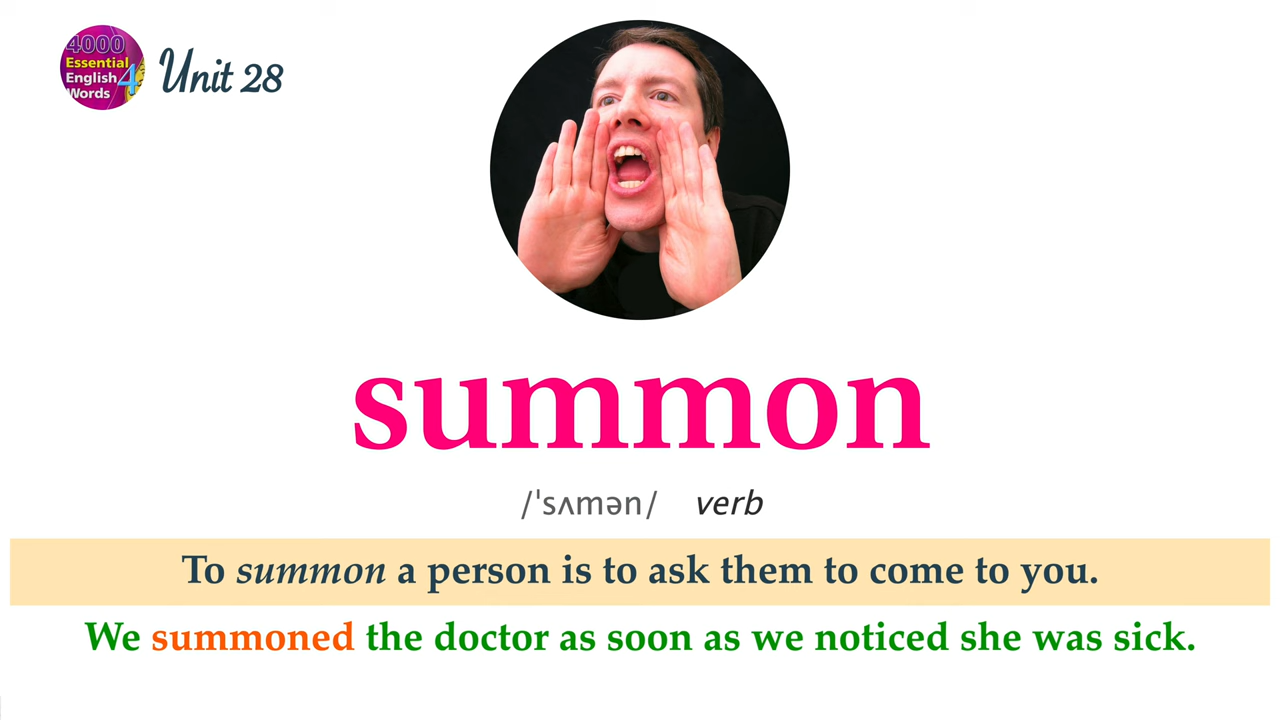 4000
Essential
English
Words
4
Unit 28
summon
/ˈsʌmən/ verb
To summon a person is to ask them to come to you.
We summoned the doctor as soon as we noticed she was sick.